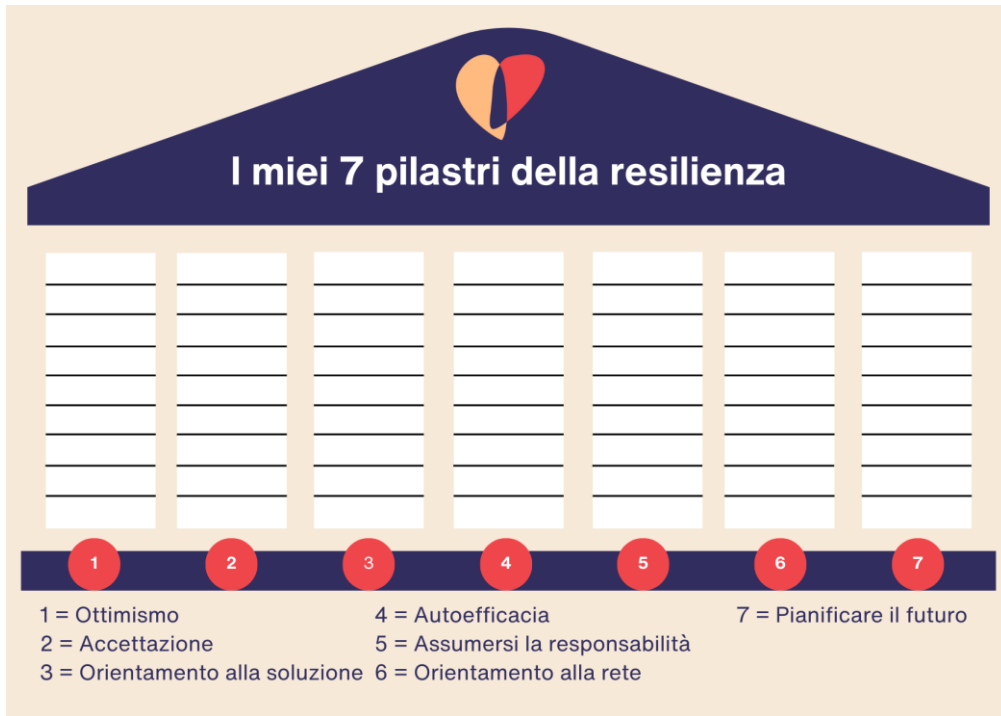 I miei 7 pilastri della resilienza
1
2
3
4
5
6
7
1 = Ottimismo
2 = Accettazione
3 = Orientamento alla soluzione
4 = Autoefficacia
5 = Assumersi la responsabilità
6 = Orientamento alla rete
7 = Pianificare il futuro